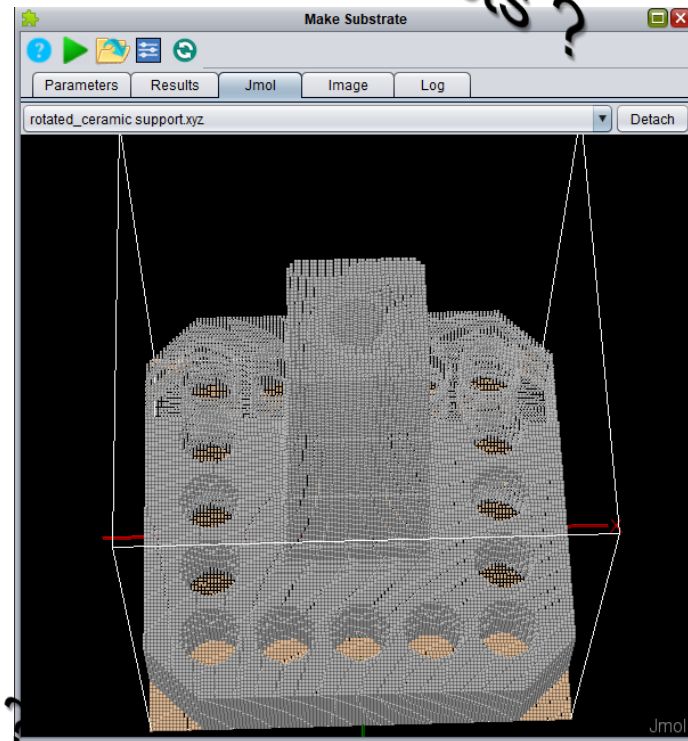 Make Substrate
?
Parameters Results Jmol Image Log
rotated_ceramic support.xyz Detach
X
Jmol